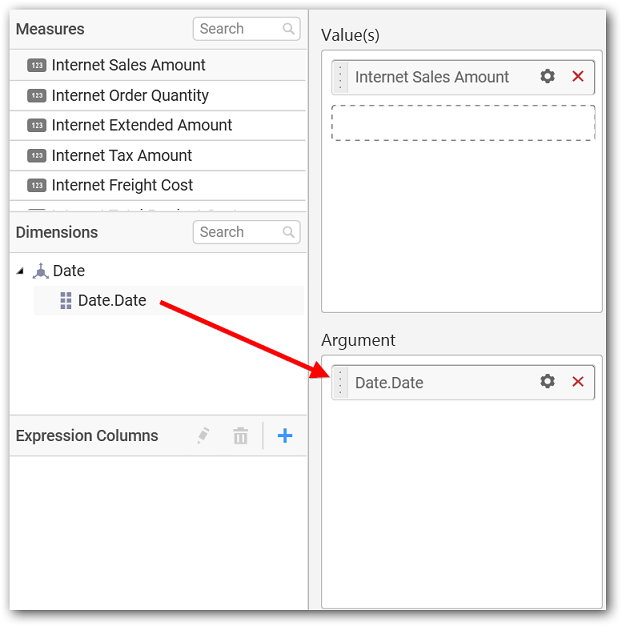 Measures
Search
123 Internet Sales Amount
123 Internet Order Quantity
123 Internet Extended Amount
123 Internet Tax Amount
123 Internet Freight Cost
Dimensions
Search
Date
Date.Date
Expression Columns
Value(s)
Internet Sales Amount
Argument
Date.Date